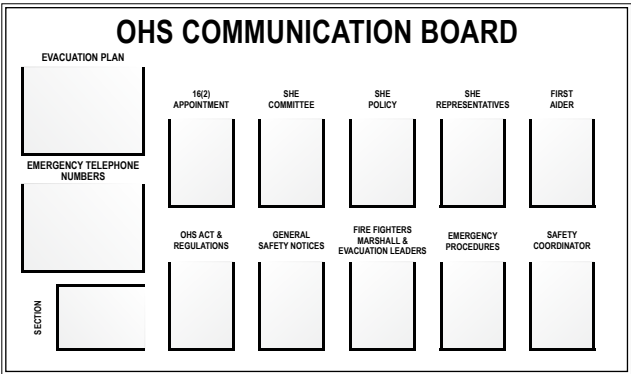 OHS COMMUNICATION BOARD
EVACUATION PLAN
EMERGENCY TELEPHONE
NUMBERS
SECTION
16(2)
APPOINTMENT
SHE
COMMITTEE
SHE
POLICY
SHE
REPRESENTATIVES
FIRST
AIDER
OHS ACT &
REGULATIONS
GENERAL
SAFETY NOTICES
FIRE FIGHTERS
MARSHALL &
EVACUATION LEADERS
EMERGENCY
PROCEDURES
SAFETY
COORDINATOR